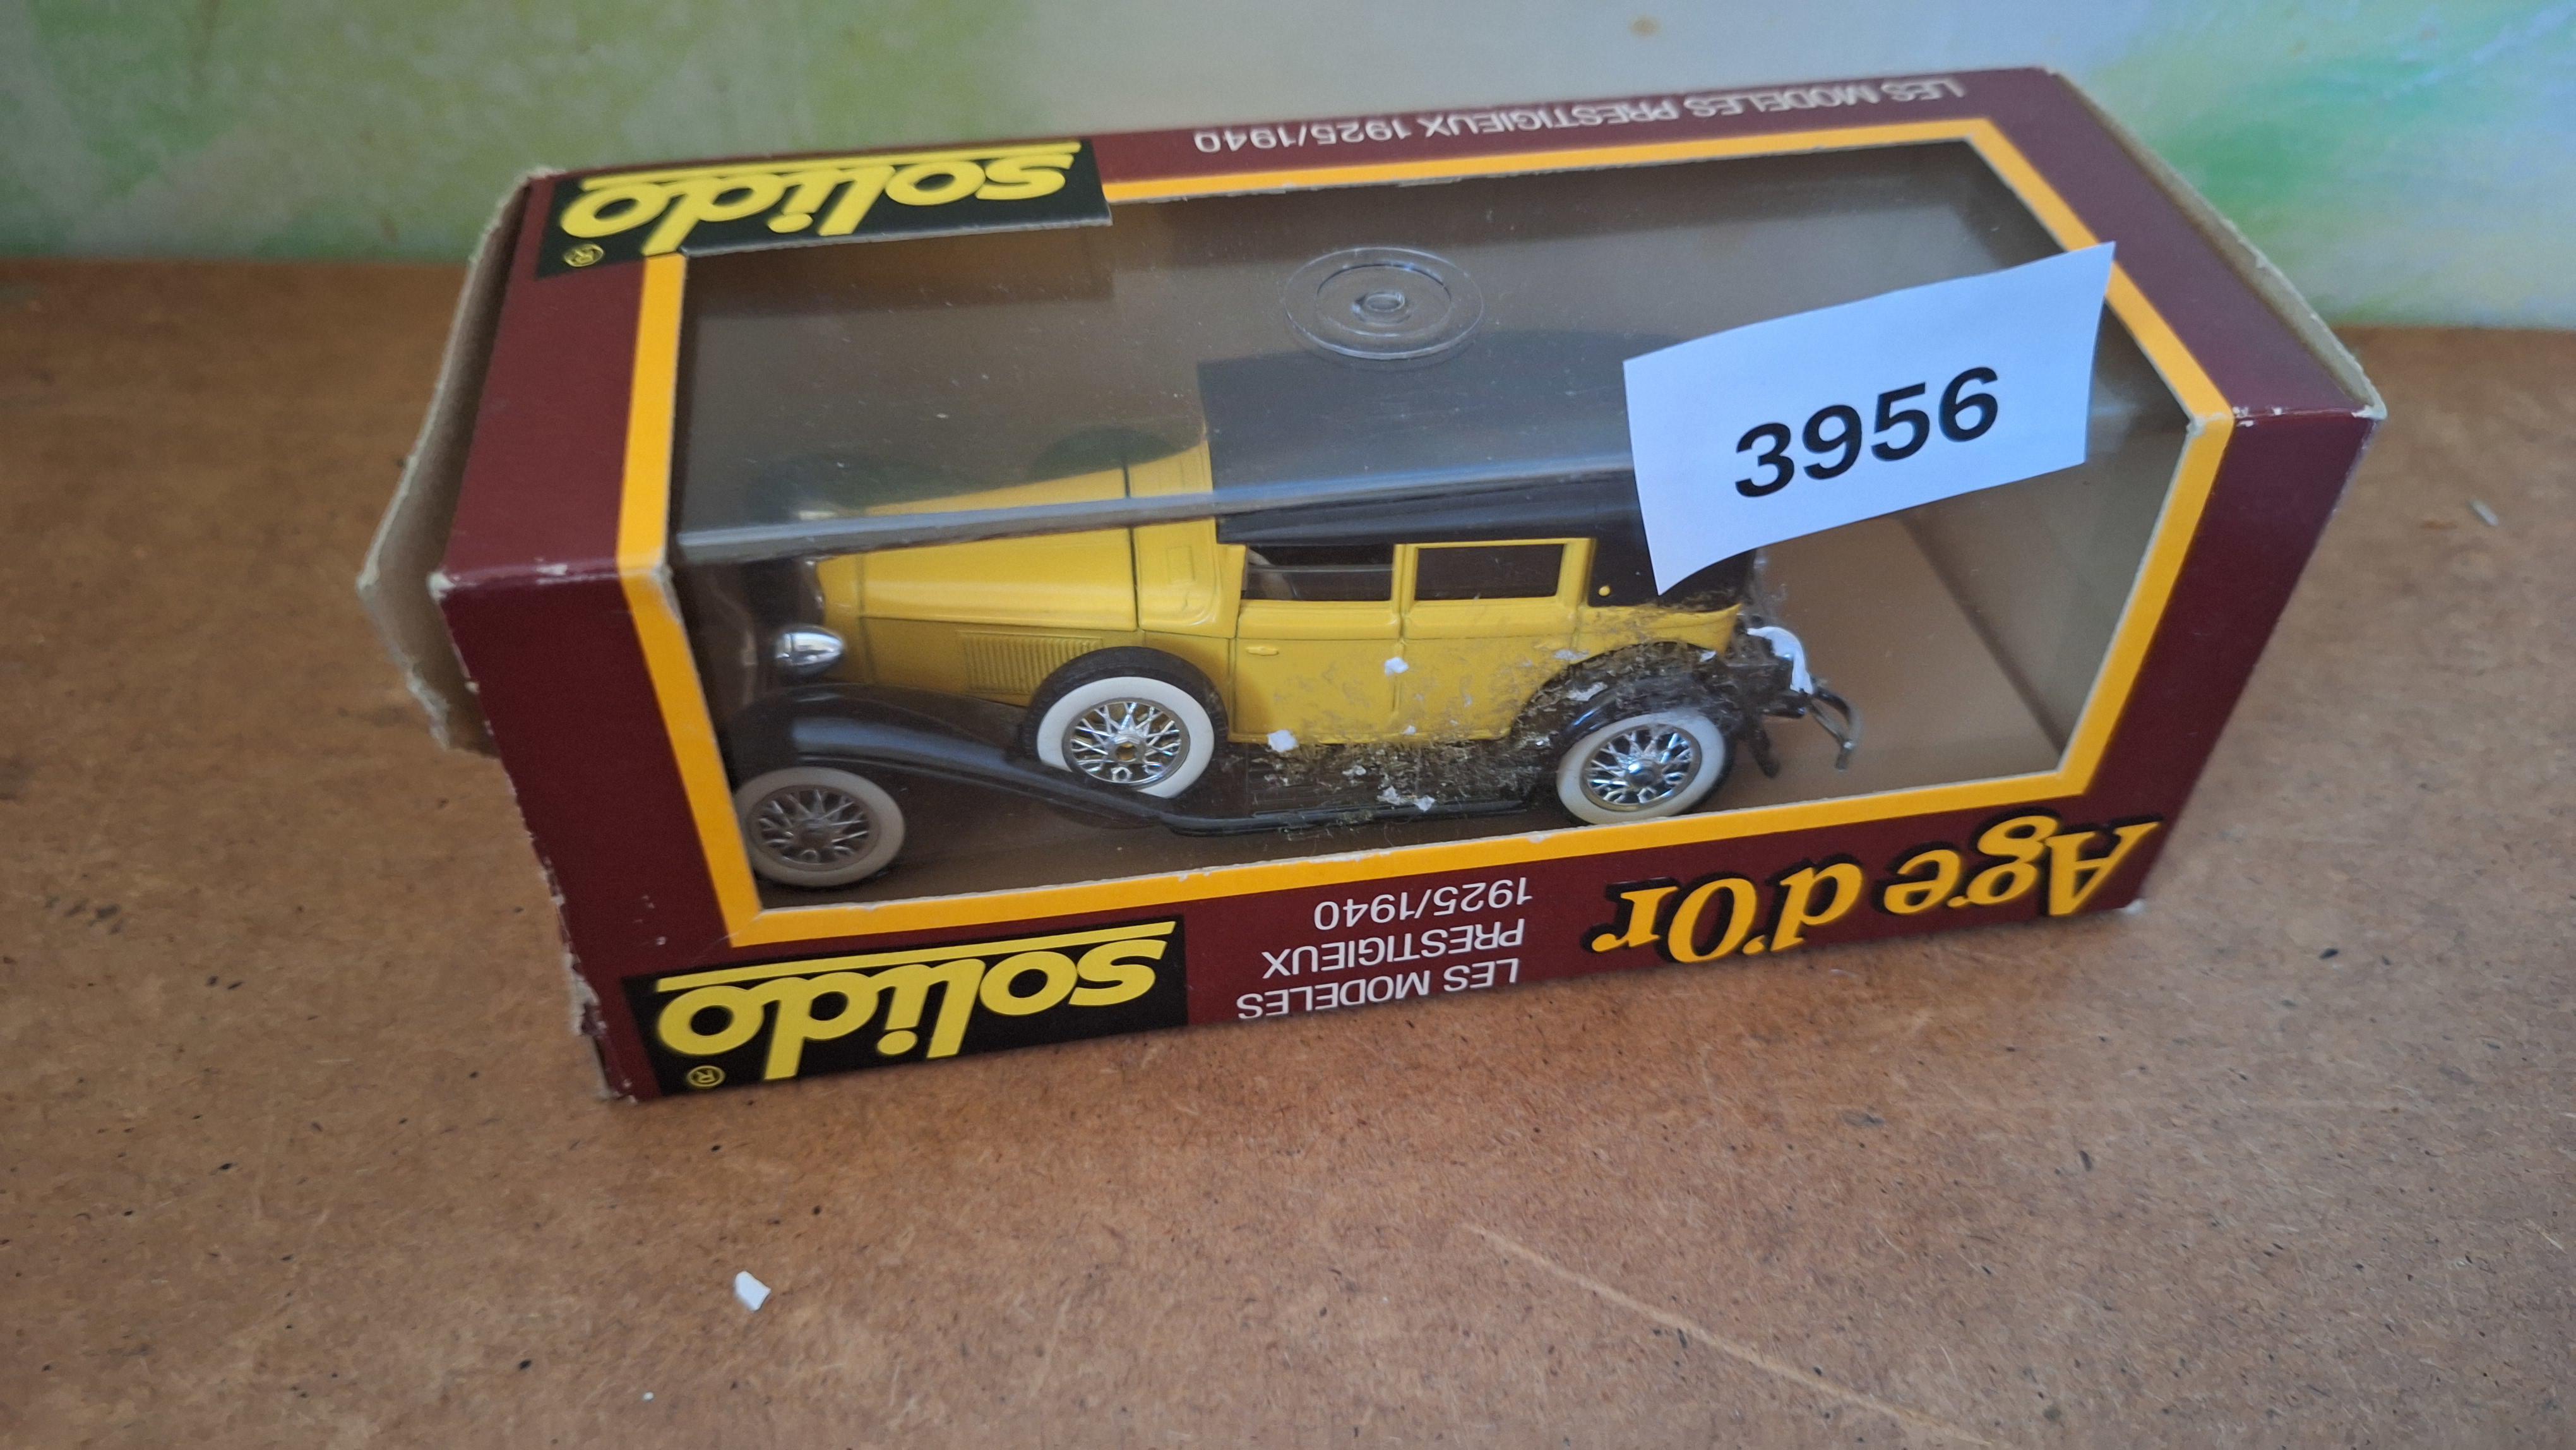 LES MODELES PRESTIGIEUX 1925/1940
solido
®
3956
Age d'Or
LES MODELES
PRESTIGIEUX
1925/1940
solido
®